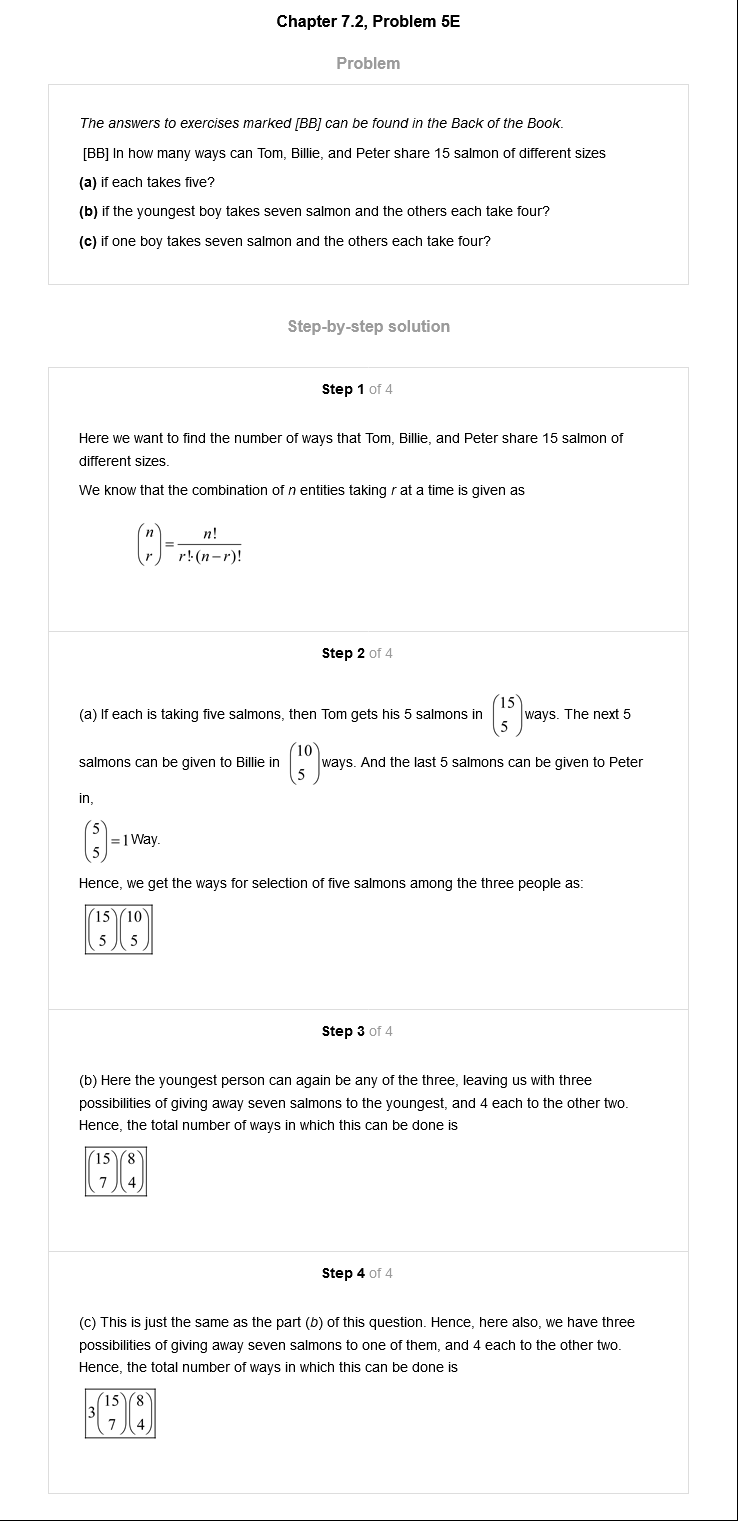 Chapter 7.2, Problem 5E
Problem
The answers to exercises marked [BB] can be found in the Back of the Book.
[BB] In how many ways can Tom, Billie, and Peter share 15 salmon of different sizes
(a) if each takes five?
(b) if the youngest boy takes seven salmon and the others each take four?
(c) if one boy takes seven salmon and the others each take four?
Step-by-step solution
Step 1 of 4
Here we want to find the number of ways that Tom, Billie, and Peter share 15 salmon of
different sizes.
We know that the combination of n entities taking r at a time is given as
(n r) = n! / r!·(n−r)!
Step 2 of 4
(a) If each is taking five salmons, then Tom gets his 5 salmons in (15 5) ways. The next 5
salmons can be given to Billie in (10 5) ways. And the last 5 salmons can be given to Peter
in,
(5 5) = 1 Way.
Hence, we get the ways for selection of five salmons among the three people as:
(15 5)(10 5)
Step 3 of 4
(b) Here the youngest person can again be any of the three, leaving us with three
possibilities of giving away seven salmons to the youngest, and 4 each to the other two.
Hence, the total number of ways in which this can be done is
(15 7)(8 4)
Step 4 of 4
(c) This is just the same as the part (b) of this question. Hence, here also, we have three
possibilities of giving away seven salmons to one of them, and 4 each to the other two.
Hence, the total number of ways in which this can be done is
3(15 7)(8 4)